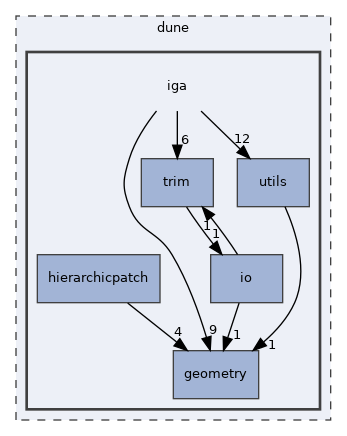 dune
iga
6
12
trim
utils
1
1
hierarchicpatch
io
4
9
1
1
geometry